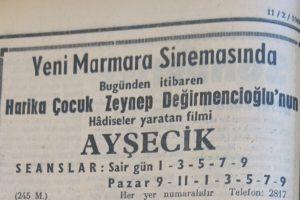 11/2/
Yeni Marmara Sinemasında
Bugünden itibaren
Harika Çocuk Zeynep Değirmencioğlu'nun
Hâdiseler yaratan filmi
AYŞECİK
SEANSLAR: Sair gün 1-3-5-7-9
Pazar 9-11-1-3-5-7-9
(245 M.) Her yer numaralıdır Telefon: 2817